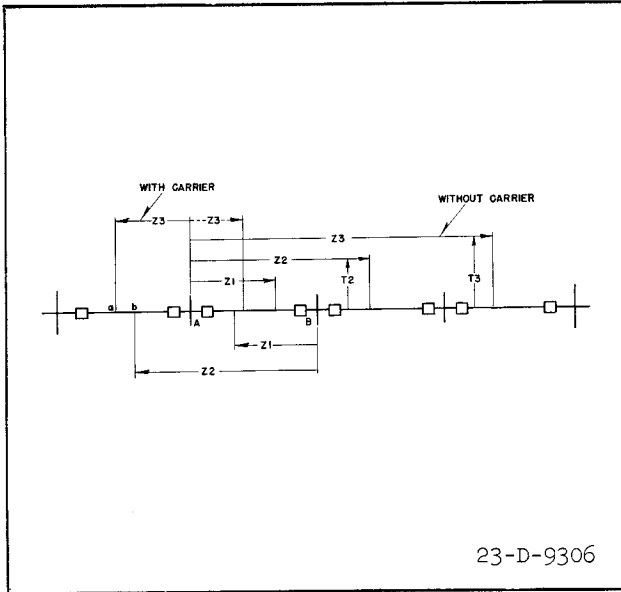 WITH CARRIER
WITHOUT CARRIER
Z3
Z3
Z3
Z2
Z1
T2
T3
a
b
A
B
Z1
Z2
23-D-9306